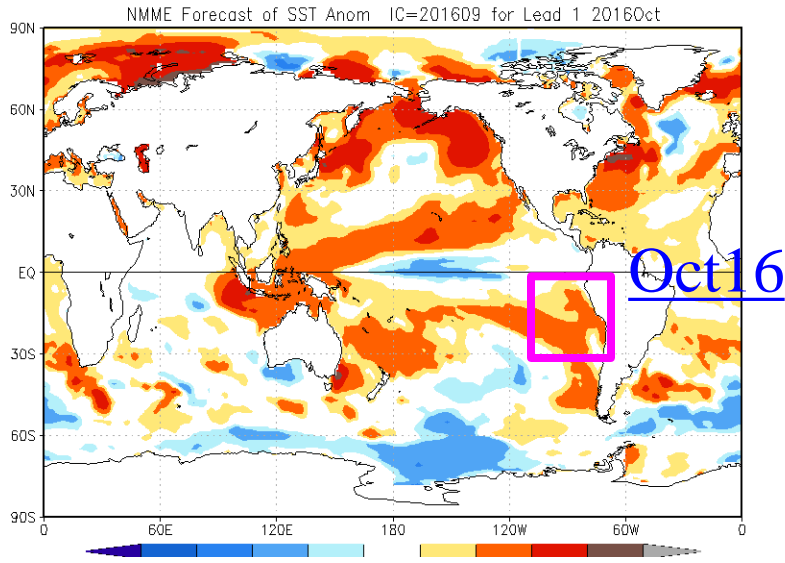 NMME Forecast of SST Anom IC=201609 for Lead 1 2016Oct
90N
60N
30N
EQ
30S
60S
90S
Oct16
0 60E 120E 180 120W 60W 0